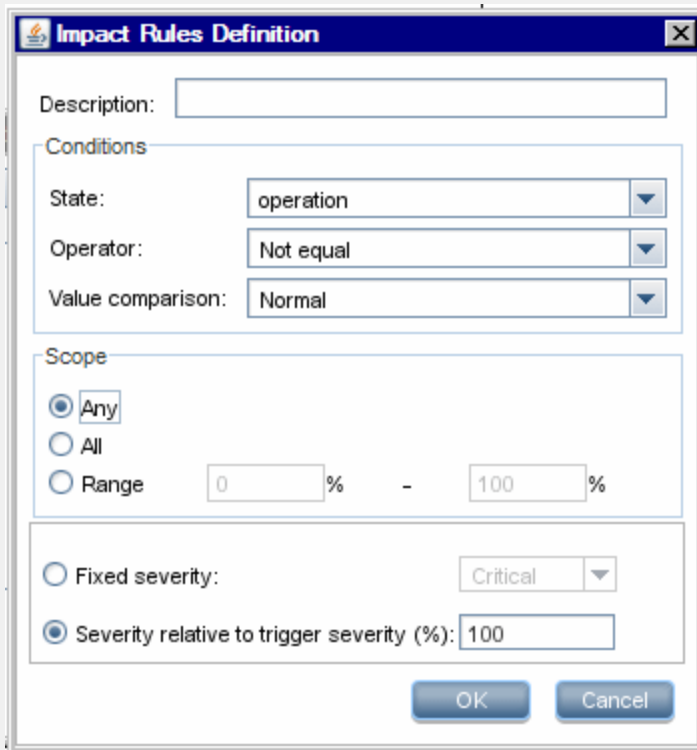 Impact Rules Definition
Description:
Conditions
State: operation
Operator: Not equal
Value comparison: Normal
Scope
Any
All
Range 0 % - 100 %
Fixed severity: Critical
Severity relative to trigger severity (%): 100
OK Cancel